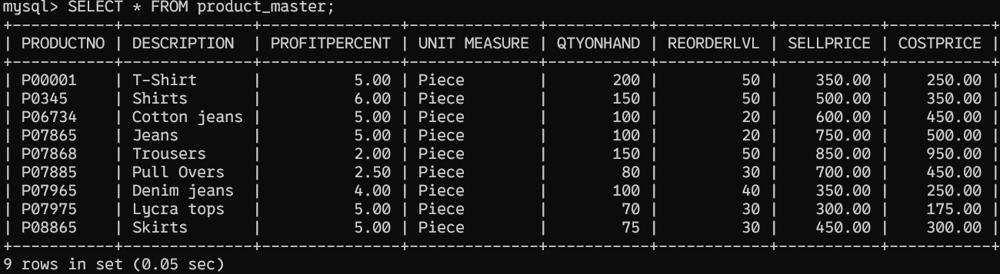 mysql> SELECT * FROM product_master;
+-----------+--------------+---------------+--------------+-----------+------------+-----------+-----------+
| PRODUCTNO | DESCRIPTION  | PROFITPERCENT | UNIT MEASURE | QTYONHAND | REORDERLVL | SELLPRICE | COSTPRICE |
+-----------+--------------+---------------+--------------+-----------+------------+-----------+-----------+
| P00001    | T-Shirt      |          5.00 | Piece        |       200 |         50 |    350.00 |    250.00 |
| P0345     | Shirts       |          6.00 | Piece        |       150 |         50 |    500.00 |    350.00 |
| P06734    | Cotton jeans |          5.00 | Piece        |       100 |         20 |    600.00 |    450.00 |
| P07865    | Jeans        |          5.00 | Piece        |       100 |         20 |    750.00 |    500.00 |
| P07868    | Trousers     |          2.00 | Piece        |       150 |         50 |    850.00 |    950.00 |
| P07885    | Pull Overs   |          2.50 | Piece        |        80 |         30 |    700.00 |    450.00 |
| P07965    | Denim jeans  |          4.00 | Piece        |       100 |         40 |    350.00 |    250.00 |
| P07975    | Lycra tops   |          5.00 | Piece        |        70 |         30 |    300.00 |    175.00 |
| P08865    | Skirts       |          5.00 | Piece        |        75 |         30 |    450.00 |    300.00 |
+-----------+--------------+---------------+--------------+-----------+------------+-----------+-----------+
9 rows in set (0.05 sec)